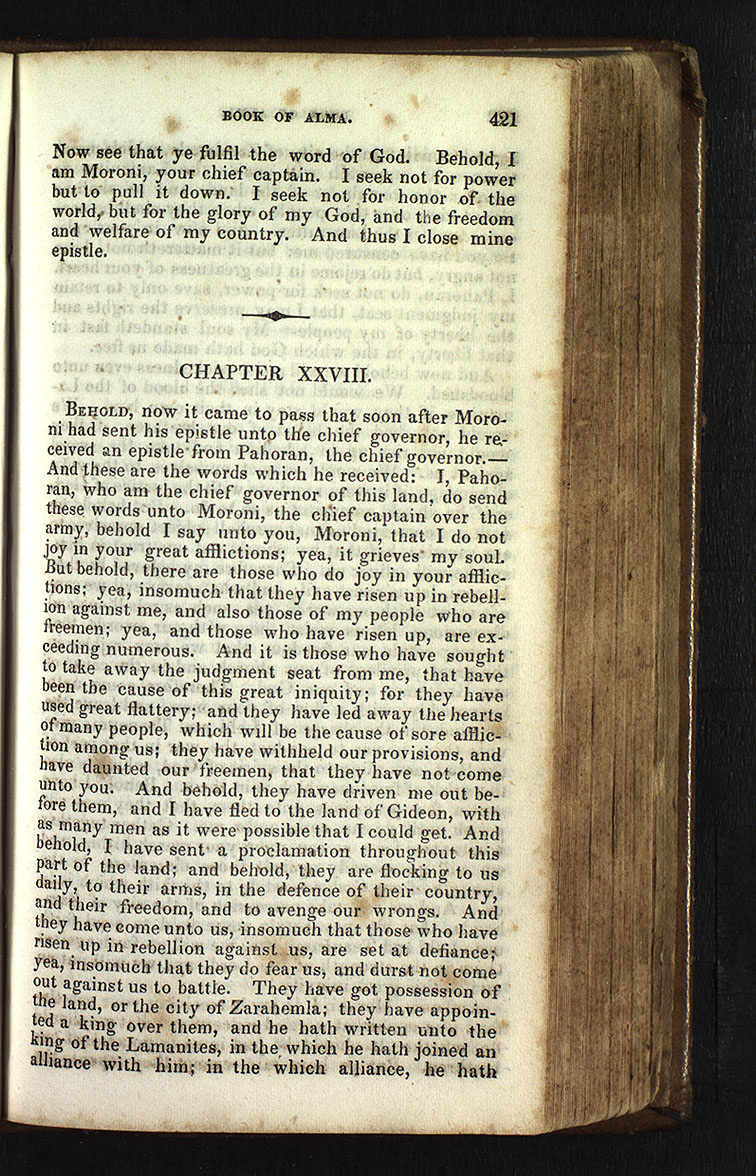 BOOK OF ALMA. 421
Now see that ye fulfil the word of God. Behold, I
am Moroni, your chief captain. I seek not for power
but to pull it down. I seek not for honor of the
world, but for the glory of my God, and the freedom
and welfare of my country. And thus I close mine
epistle.
CHAPTER XXVIII.
Behold, now it came to pass that soon after Moro-
ni had sent his epistle unto the chief governor, he re-
ceived an epistle from Pahoran, the chief governor.—
And these are the words which he received: I, Paho-
ran, who am the chief governor of this land, do send
these words unto Moroni, the chief captain over the
army, behold I say unto you, Moroni, that I do not
joy in your great afflictions; yea, it grieves my soul.
But behold, there are those who do joy in your afflic-
tions; yea, insomuch that they have risen up in rebell-
ion against me, and also those of my people who are
freemen; yea, and those who have risen up, are ex-
ceeding numerous. And it is those who have sought
to take away the judgment seat from me, that have
been the cause of this great iniquity; for they have
used great flattery; and they have led away the hearts
of many people, which will be the cause of sore afflic-
tion among us; they have withheld our provisions, and
have daunted our freemen, that they have not come
unto you. And behold, they have driven me out be-
fore them, and I have fled to the land of Gideon, with
as many men as it were possible that I could get. And
behold, I have sent a proclamation throughout this
part of the land; and behold, they are flocking to us
daily, to their arms, in the defence of their country,
and their freedom, and to avenge our wrongs. And
they have come unto us, insomuch that those who have
risen up in rebellion against us, are set at defiance;
yea, insomuch that they do fear us, and durst not come
out against us to battle. They have got possession of
the land, or the city of Zarahemla; they have appoin-
ted a king over them, and he hath written unto the
king of the Lamanites, in the which he hath joined an
alliance with him; in the which alliance, he hath